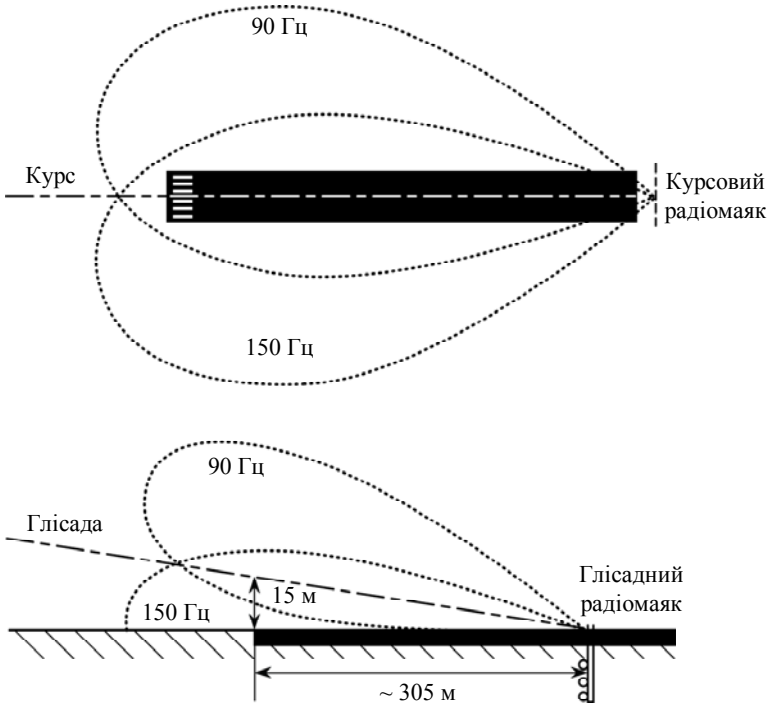 90 Гц
Курс
Курсовий
радіомаяк
150 Гц
90 Гц
Глісада
Глісадний
радіомаяк
15 м
150 Гц
~ 305 м